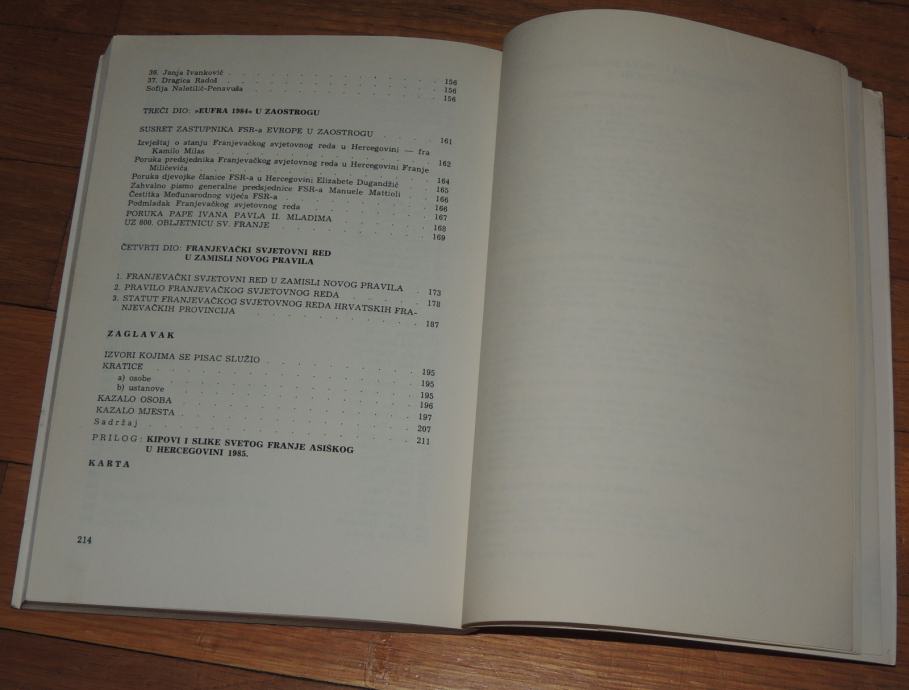 36. Janja Ivanković . . . . . . . . . . . . 156
37. Dragica Radoš . . . . . . . . . . . . 156
Sofija Naletilić-Penavuša . . . . . . . . . . . . 156
TREĆI DIO: »EUFRA 1984« U ZAOSTROGU
SUSRET ZASTUPNIKA FSR-a EVROPE U ZAOSTROGU . . . . 161
Izvještaj o stanju Franjevačkog svjetovnog reda u Hercegovini — fra
Kamilo Milas . . . . . . . . . . . . 162
Poruka predsjednika Franjevačkog svjetovnog reda u Hercegovini Franje
Milićevića . . . . . . . . . . . . 164
Poruka djevojke članice FSR-a u Hercegovini Elizabete Dugandžić . . 165
Zahvalno pismo generalne predsjednice FSR-a Manuele Mattioli . . 166
Čestitka Međunarodnog vijeća FSR-a . . . . . . . . 166
Podmladak Franjevačkog svjetovnog reda . . . . . . . . 167
PORUKA PAPE IVANA PAVLA II. MLADIMA . . . . . . 168
UZ 800. OBLJETNICU SV. FRANJE . . . . . . . . 169
ČETVRTI DIO: FRANJEVAČKI SVJETOVNI RED
U ZAMISLI NOVOG PRAVILA
1. FRANJEVAČKI SVJETOVNI RED U ZAMISLI NOVOG PRAVILA . 173
2. PRAVILO FRANJEVAČKOG SVJETOVNOG REDA . . . . . 178
3. STATUT FRANJEVAČKOG SVJETOVNOG REDA HRVATSKIH FRA-
NJEVAČKIH PROVINCIJA . . . . . . . . . . 187
ZAGLAVAK
IZVORI KOJIMA SE PISAC SLUŽIO . . . . . . . . 195
KRATICE . . . . . . . . . . . . 195
a) osobe . . . . . . . . . . . . 195
b) ustanove . . . . . . . . . . . . 196
KAZALO OSOBA . . . . . . . . . . . . 197
KAZALO MJESTA . . . . . . . . . . . . 207
Sadržaj . . . . . . . . . . . . 211
PRILOG: KIPOVI I SLIKE SVETOG FRANJE ASIŠKOG
U HERCEGOVINI 1985.
KARTA
214